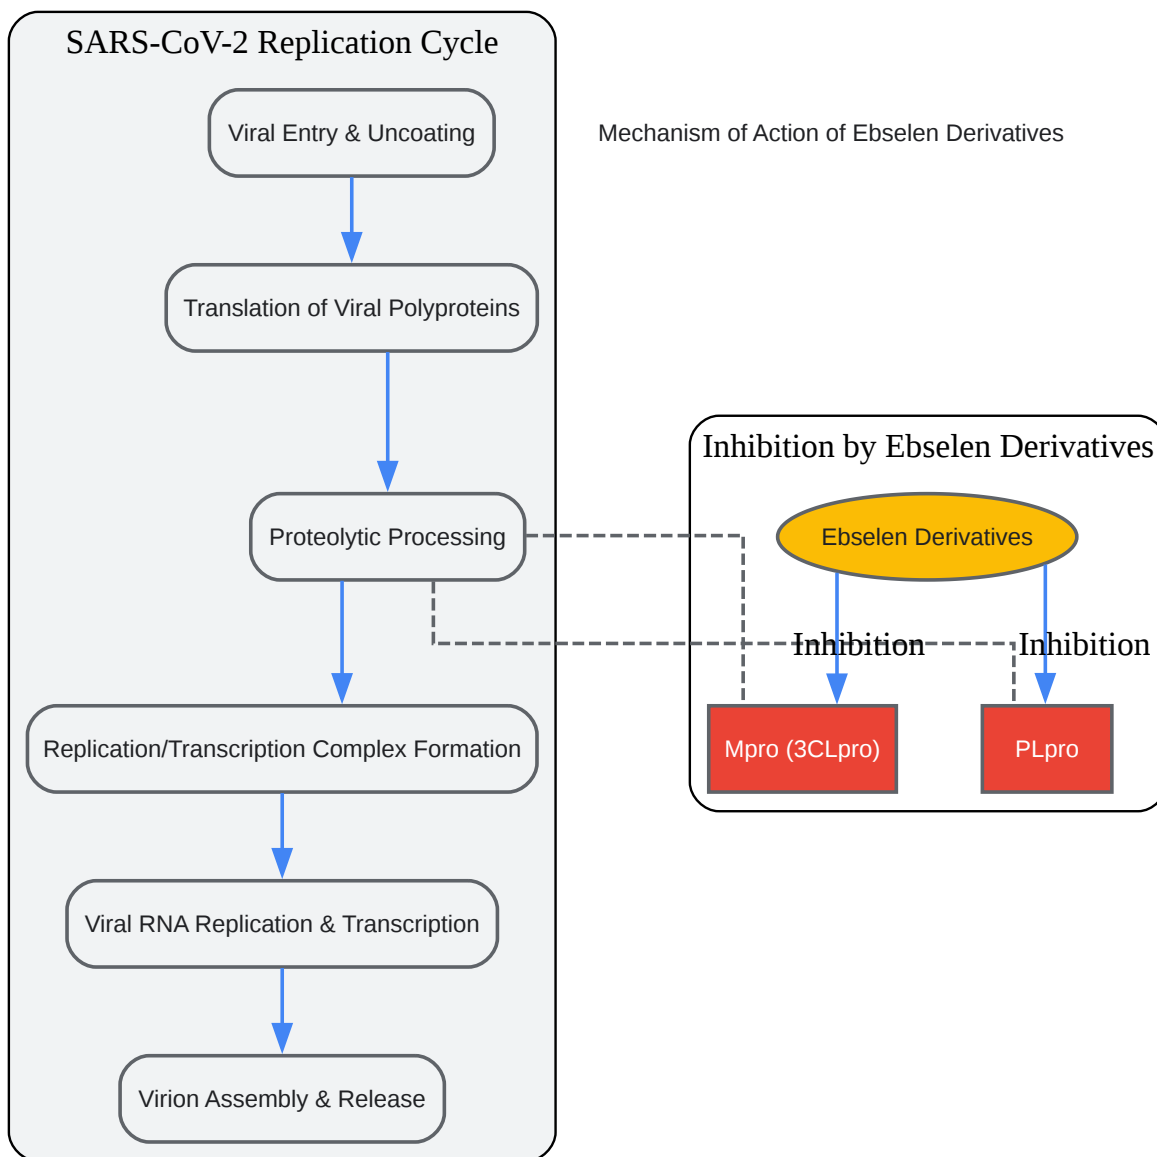 SARS-CoV-2 Replication Cycle
Viral Entry & Uncoating
Mechanism of Action of Ebselen Derivatives
Translation of Viral Polyproteins
Inhibition by Ebselen Derivatives
Proteolytic Processing
Ebselen Derivatives
Inhibition
Inhibition
Replication/Transcription Complex Formation
Mpro (3CLpro)
PLpro
Viral RNA Replication & Transcription
Virion Assembly & Release